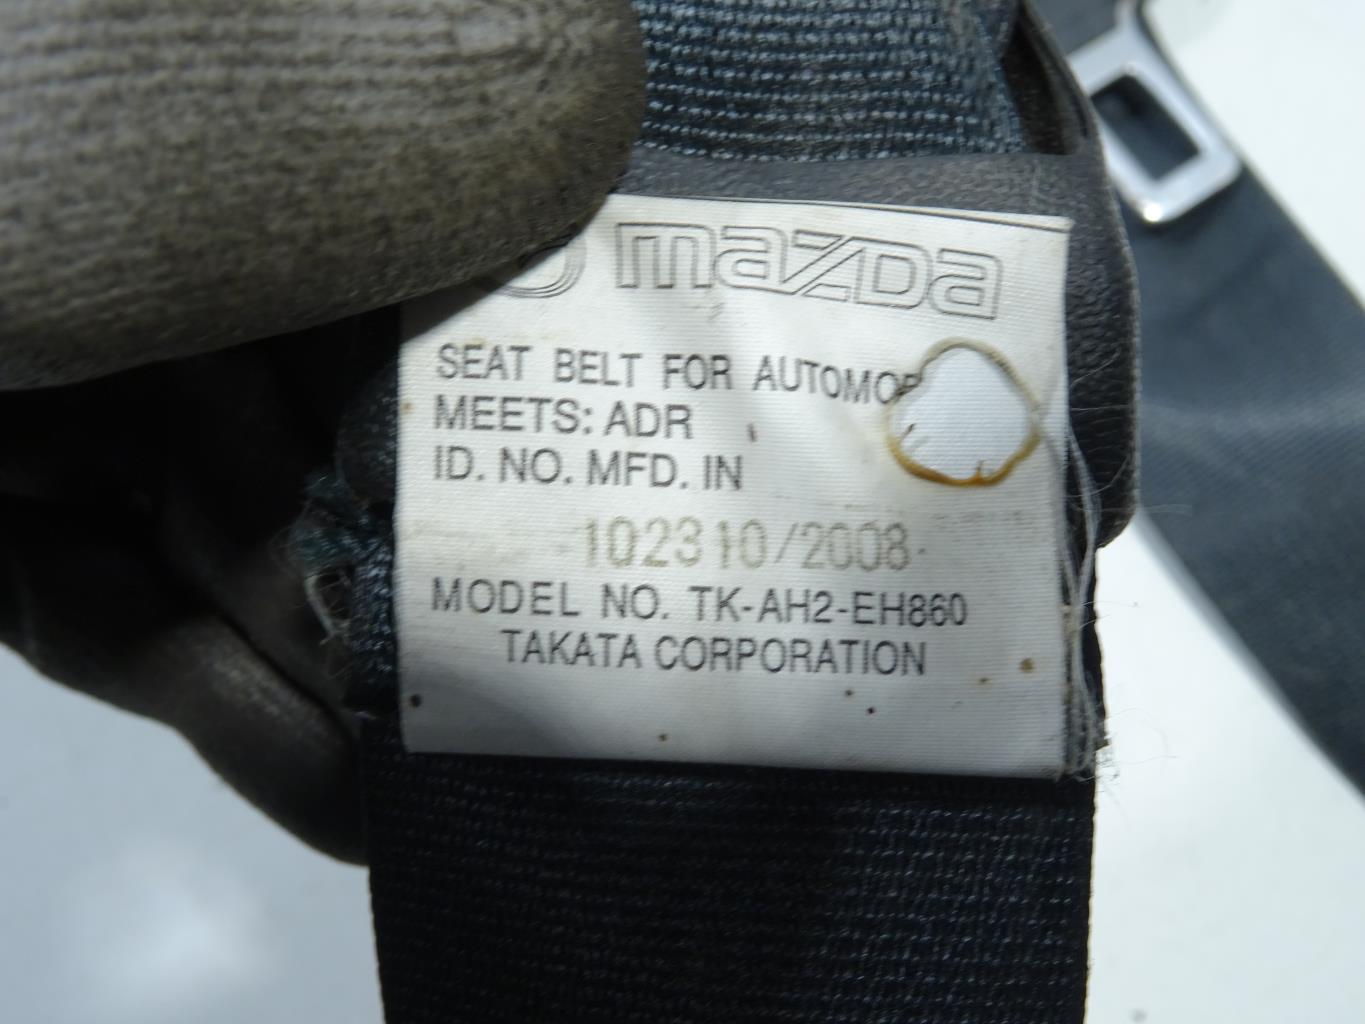 mazda
SEAT BELT FOR AUTOMOB
MEETS: ADR
ID. NO. MFD. IN
102310/2008
MODEL NO. TK-AH2-EH860
TAKATA CORPORATION